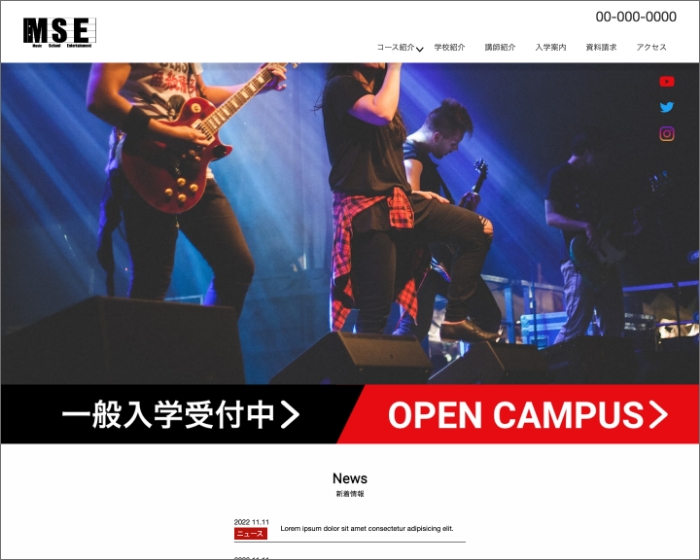 MSE
Music School Entertainment
00-000-0000
コース紹介 学校紹介 講師紹介 入学案内 資料請求 アクセス
一般入学受付中
OPEN CAMPUS
News
新着情報
2022 11.11
ニュース
Lorem ipsum dolor sit amet consectetur adipisicing elit.